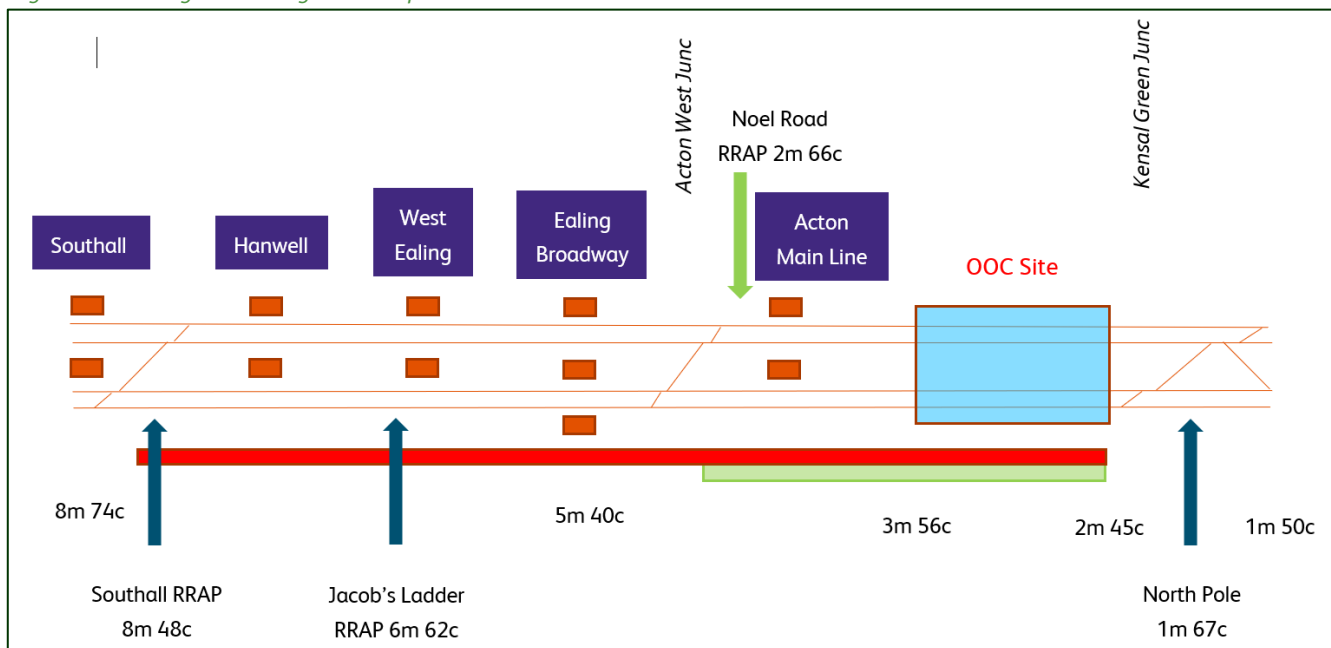 Acton West Junc
Kensal Green Junc
Noel Road
RRAP 2m 66c
Southall
Hanwell
West
Ealing
Ealing
Broadway
Acton
Main Line
OOC Site
8m 74c
5m 40c
3m 56c
2m 45c
1m 50c
Southall RRAP
8m 48c
Jacob's Ladder
RRAP 6m 62c
North Pole
1m 67c